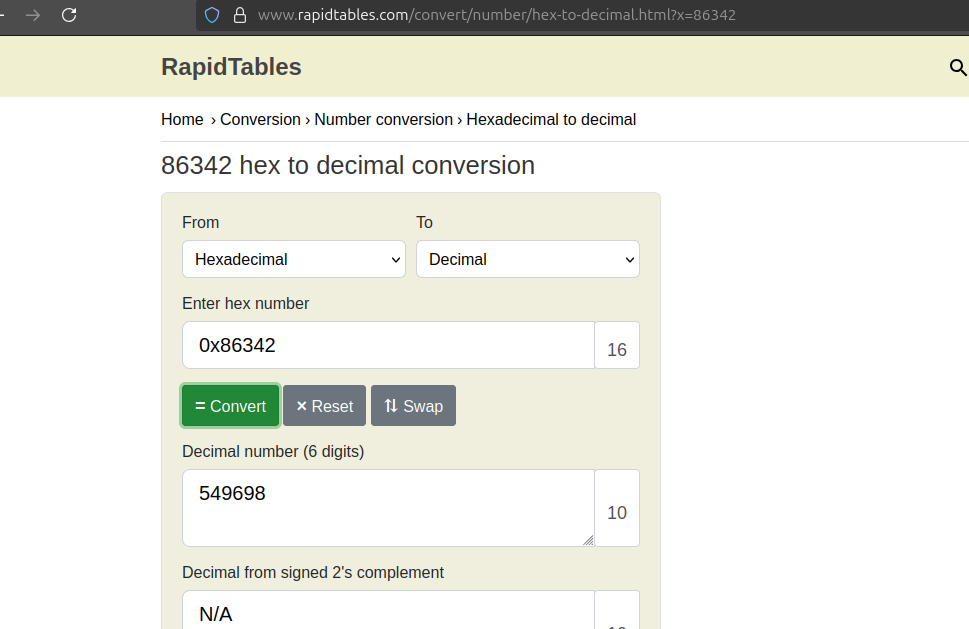 www.rapidtables.com/convert/number/hex-to-decimal.html?x=86342
RapidTables
Home › Conversion › Number conversion › Hexadecimal to decimal
86342 hex to decimal conversion
From To
Hexadecimal Decimal
Enter hex number
0x86342 16
= Convert × Reset ⇅ Swap
Decimal number (6 digits)
549698 10
Decimal from signed 2's complement
N/A